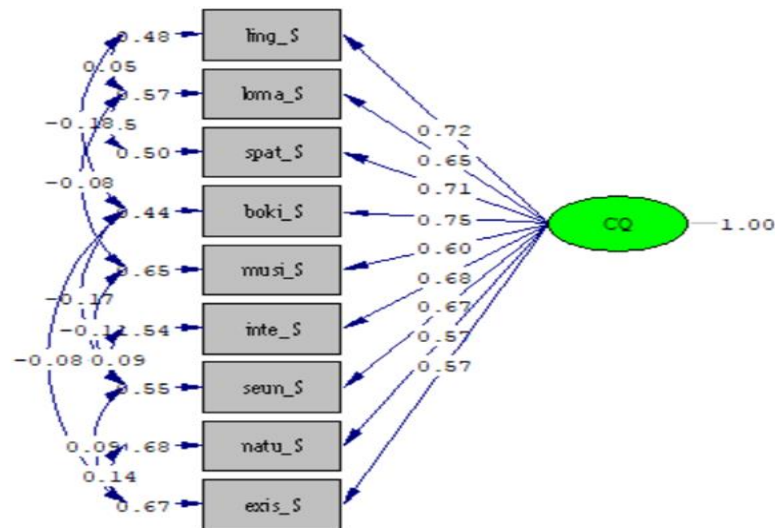 0.48 ling_S
0.05
0.57 loma_S
0.72
0.65
0.50 spat_S
0.71
-0.08
0.44 boki_S
0.75
CQ 1.00
0.60
0.65 musi_S
0.68
-0.17
0.67
inte_S
0.57
-0.08 0.09
0.57
0.55 seun_S
0.09
natu_S
0.14
0.67 exis_S